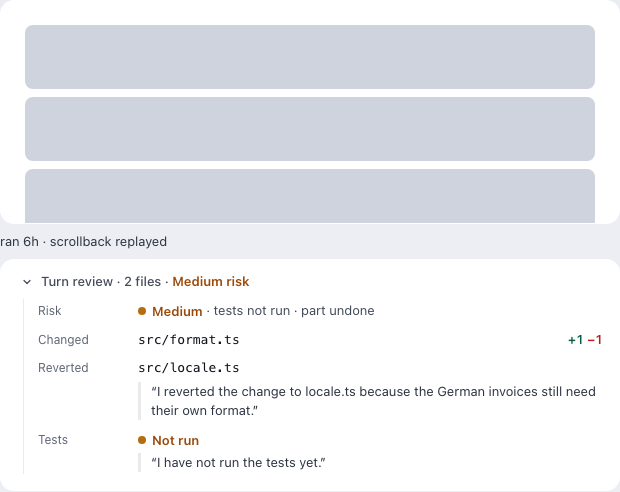 ran 6h · scrollback replayed
Turn review · 2 files · Medium risk
Risk
Medium · tests not run · part undone
Changed
src/format.ts
+1 −1
Reverted
src/locale.ts
“I reverted the change to locale.ts because the German invoices still need
their own format.”
Tests
Not run
“I have not run the tests yet.”